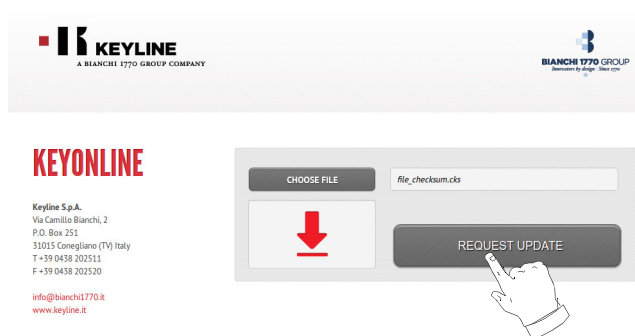 KEYLINE
A BIANCHI 1770 GROUP COMPANY
BIANCHI 1770 GROUP
Innovators by design. Since 1770
KEYONLINE
Keyline S.p.A.
Via Camillo Bianchi, 2
P.O. Box 251
31015 Conegliano (TV) Italy
T +39 0438 202511
F +39 0438 202520
info@bianchi1770.it
www.keyline.it
CHOOSE FILE
file_checksum.cks
REQUEST UPDATE